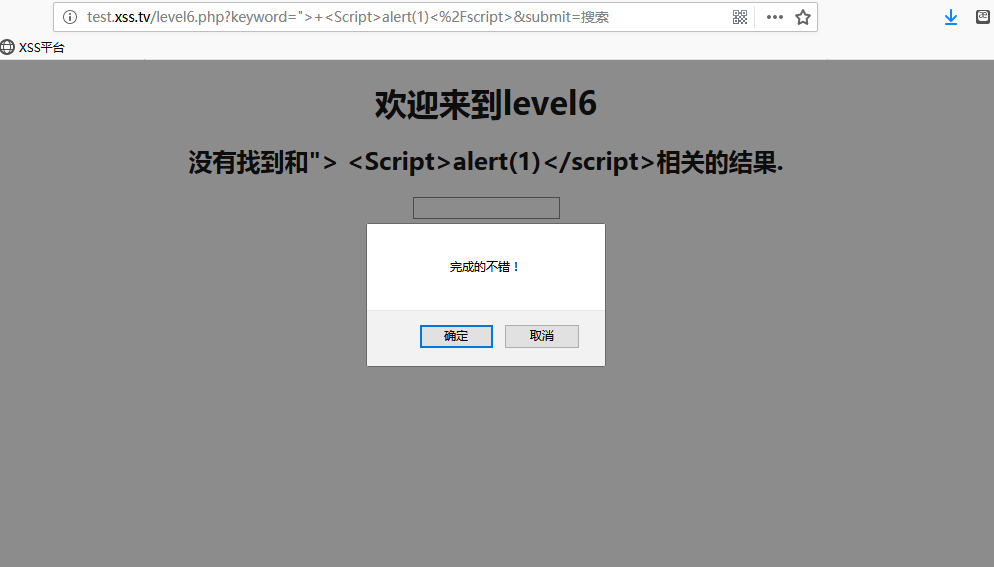 test.xss.tv/level6.php?keyword=">+<Script>alert(1)<%2Fscript>&submit=搜索
XSS平台
欢迎来到level6
没有找到和"> <Script>alert(1)</script>相关的结果.
完成的不错！
确定 取消